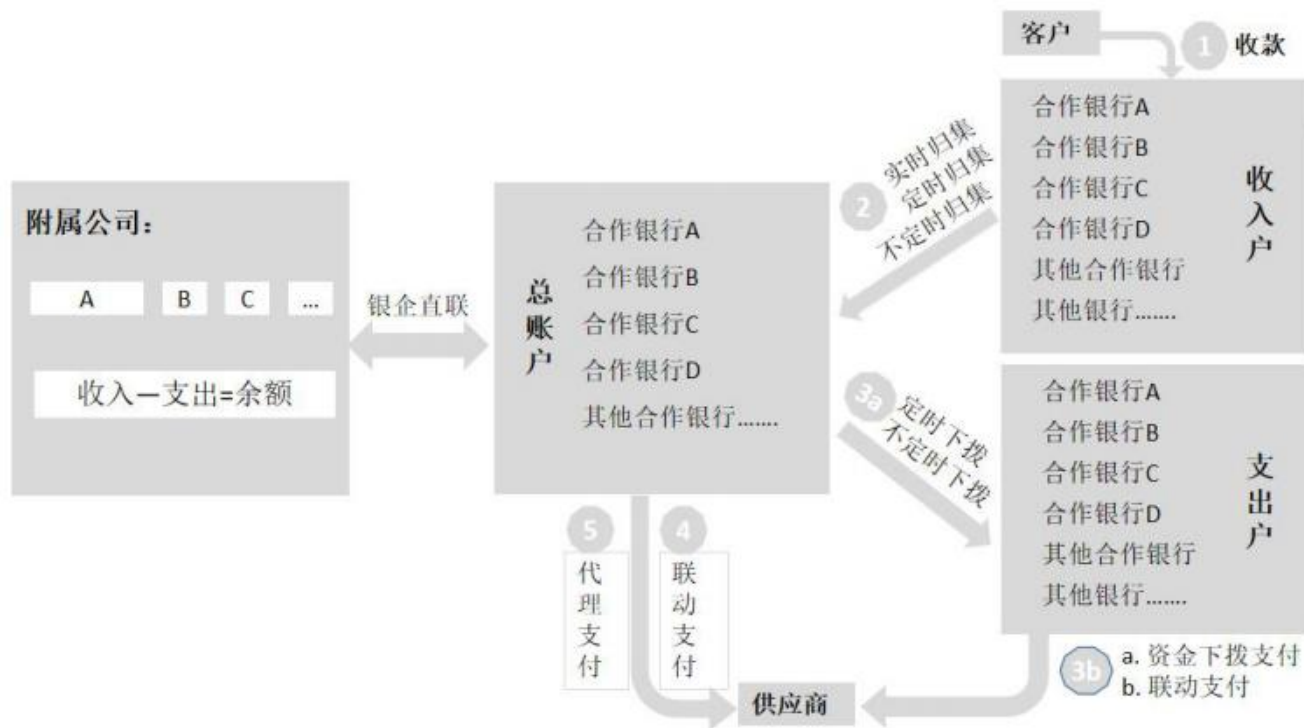 客户
1 收款
合作银行A
合作银行B
合作银行C
合作银行D
其他合作银行
其他银行.......
收入户
2
实时归集
定时归集
不定时归集
附属公司：
A B C ...
收入—支出=余额
银企直联
总账户
合作银行A
合作银行B
合作银行C
合作银行D
其他合作银行.......
3a
定时下拨
不定时下拨
合作银行A
合作银行B
合作银行C
合作银行D
其他合作银行
其他银行.......
支出户
5
代理支付
4
联动支付
3b
a. 资金下拨支付
b. 联动支付
供应商